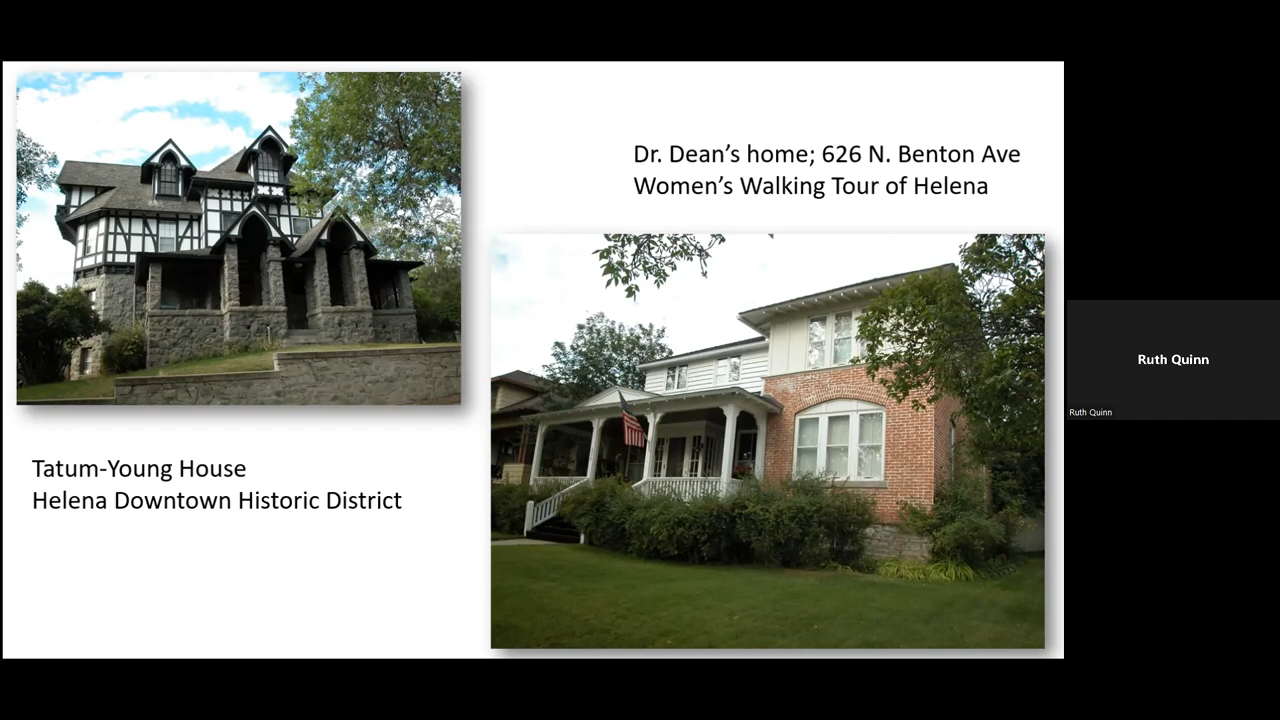 Dr. Dean’s home; 626 N. Benton Ave
Women’s Walking Tour of Helena
Tatum-Young House
Helena Downtown Historic District
Ruth Quinn
Ruth Quinn